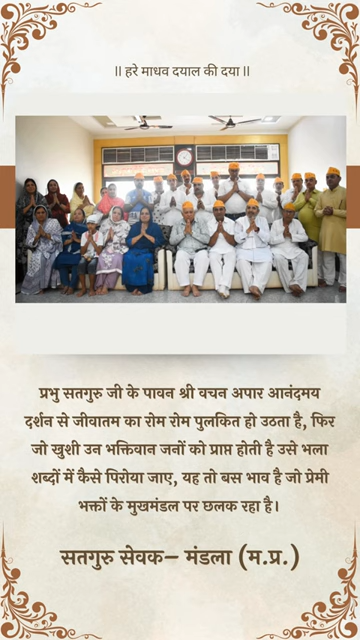 || हरे माधव दयाल की दया ||
प्रभु सतगुरु जी के पावन श्री वचन अपार आनंदमय
दर्शन से जीवातम का रोम रोम पुलकित हो उठता है, फिर
जो खुशी उन भक्तिवान जनों को प्राप्त होती है उसे भला
शब्दों में कैसे पिरोया जाए, यह तो बस भाव है जो प्रेमी
भक्तों के मुखमंडल पर छलक रहा है।
सतगुरु सेवक– मंडला (म.प्र.)